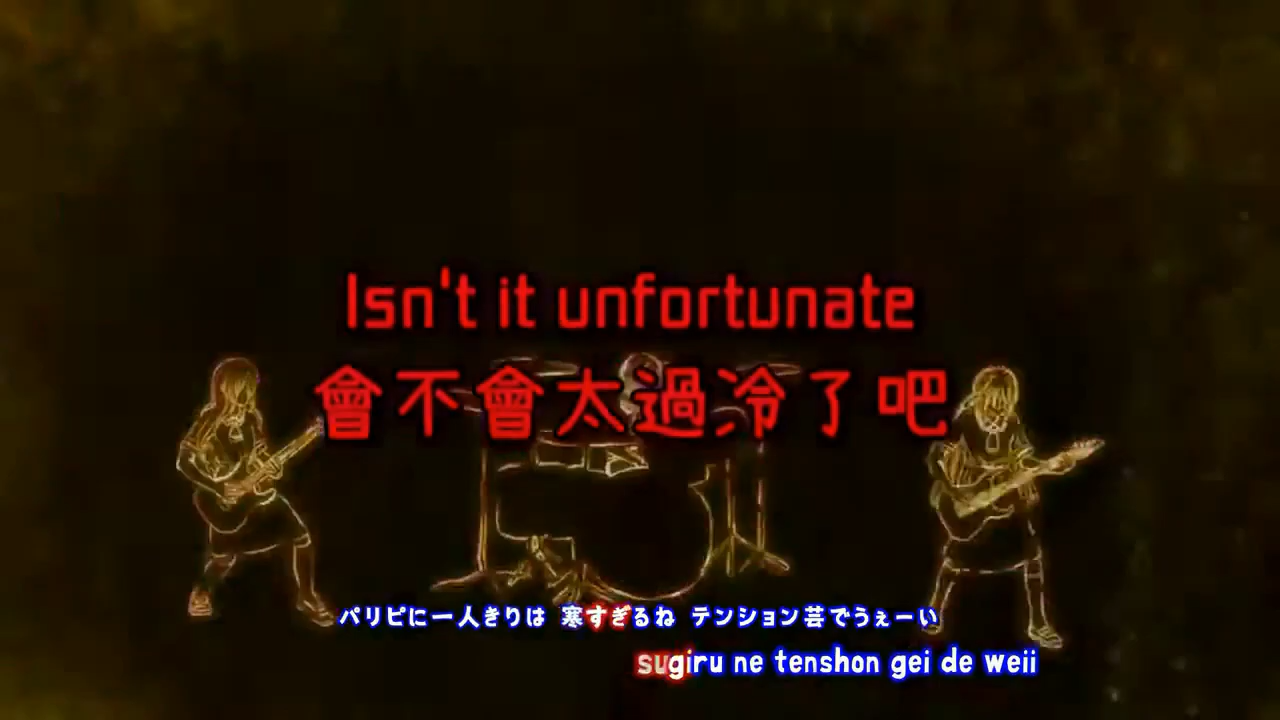 Isn't it unfortunate
會不會太過冷了吧
パリピに一人きりは 寒すぎるね テンション芸でうぇーい
sugiru ne tenshon gei de weii